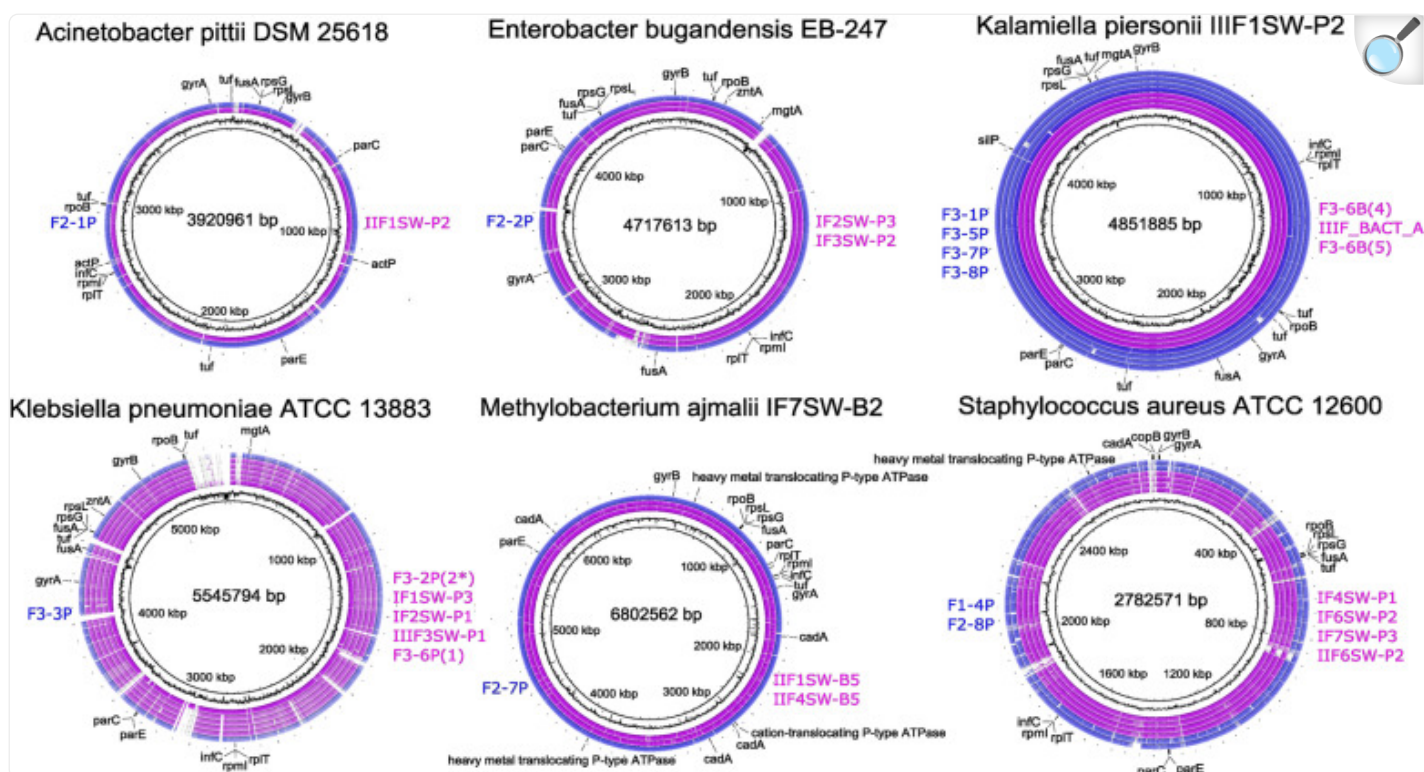 Acinetobacter pittii DSM 25618
gyrA
tuf
fusA
rpsG
rpsL
gyrB
parC
tuf
rpoB
F2-1P
3000 kbp
3920961 bp
1000 kbp
IIF1SW-P2
actP
infC
rpmI
rplT
actP
2000 kbp
tuf
parE
Enterobacter bugandensis EB-247
gyrB
tuf
rpoB
zntA
mgtA
rpsL
rpsG
fusA
tuf
parE
parC
4000 kbp
1000 kbp
F2-2P
4717613 bp
IF2SW-P3
IF3SW-P2
gyrA
3000 kbp
2000 kbp
infC
rpmI
rplT
fusA
Kalamiella piersonii IIIF1SW-P2
fusA
tuf
mgtA
gyrB
rpsG
rpsL
silP
infC
rpmI
rplT
4000 kbp
1000 kbp
F3-1P
F3-5P
F3-7P
F3-8P
4851885 bp
F3-6B(4)
IIIF_BACT_A
F3-6B(5)
3000 kbp
2000 kbp
tuf
rpoB
tuf
gyrA
parE
parC
tuf
fusA
Klebsiella pneumoniae ATCC 13883
rpoB
tuf
mgtA
gyrB
zntA
rpsL
rpsG
fusA
tuf
fusA
gyrA
5000 kbp
1000 kbp
F3-3P
5545794 bp
4000 kbp
F3-2P(2*)
IF1SW-P3
IF2SW-P1
IIIF3SW-P1
F3-6P(1)
2000 kbp
3000 kbp
parC
parE
infC
rpmI
rplT
Methylobacterium ajmalii IF7SW-B2
gyrB
heavy metal translocating P-type ATPase
rpoB
rpsL
rpsG
fusA
cadA
parE
parC
rplT
rpmI
infC
tuf
gyrA
6000 kbp
1000 kbp
6802562 bp
5000 kbp
2000 kbp
cadA
F2-7P
4000 kbp
3000 kbp
IIF1SW-B5
IIF4SW-B5
cation-translocating P-type ATPase
cadA
cadA
heavy metal translocating P-type ATPase
Staphylococcus aureus ATCC 12600
cadA
copB
gyrB
gyrA
heavy metal translocating P-type ATPase
rpoB
rpsL
rpsG
fusA
tuf
2400 kbp
400 kbp
F1-4P
F2-8P
2782571 bp
2000 kbp
800 kbp
IF4SW-P1
IF6SW-P2
IF7SW-P3
IIF6SW-P2
1600 kbp
1200 kbp
infC
rpmI
rplT
parC
parE